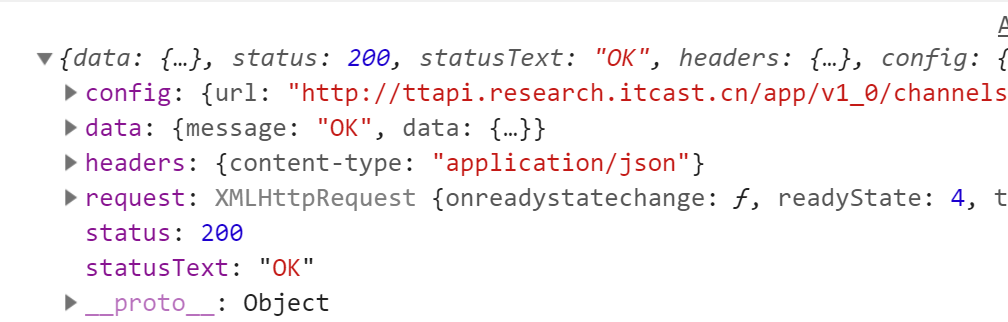 {data: {…}, status: 200, statusText: "OK", headers: {…}, config: {
config: {url: "http://ttapi.research.itcast.cn/app/v1_0/channels
data: {message: "OK", data: {…}}
headers: {content-type: "application/json"}
request: XMLHttpRequest {onreadystatechange: ƒ, readyState: 4, t
status: 200
statusText: "OK"
__proto__: Object